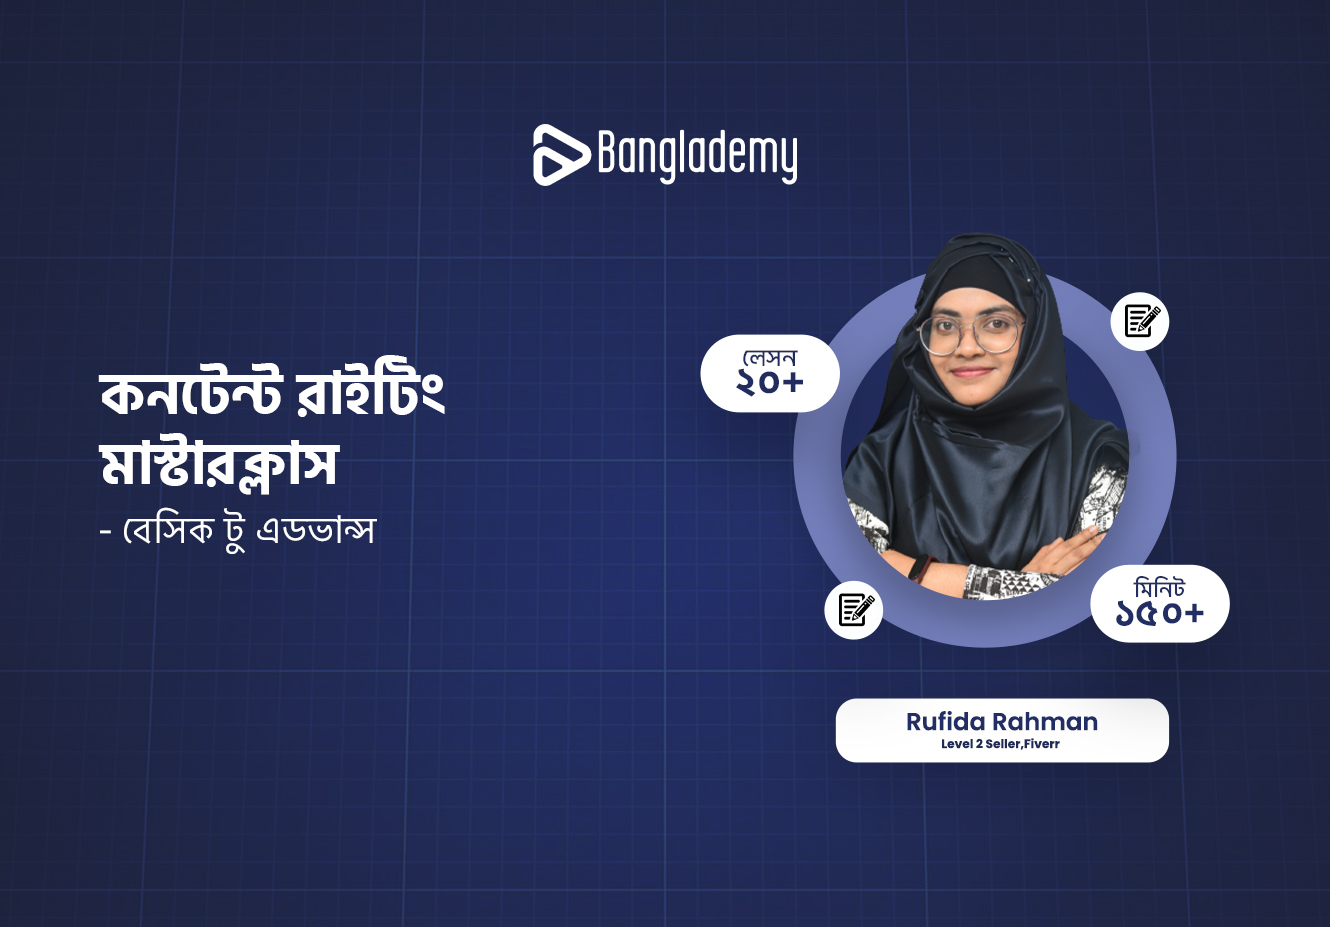 Banglademy
কনটেন্ট রাইটিং
মাস্টারক্লাস
- বেসিক টু এডভান্স
লেসন
২০+
মিনিট
১৫০+
Rufida Rahman
Level 2 Seller,Fiverr